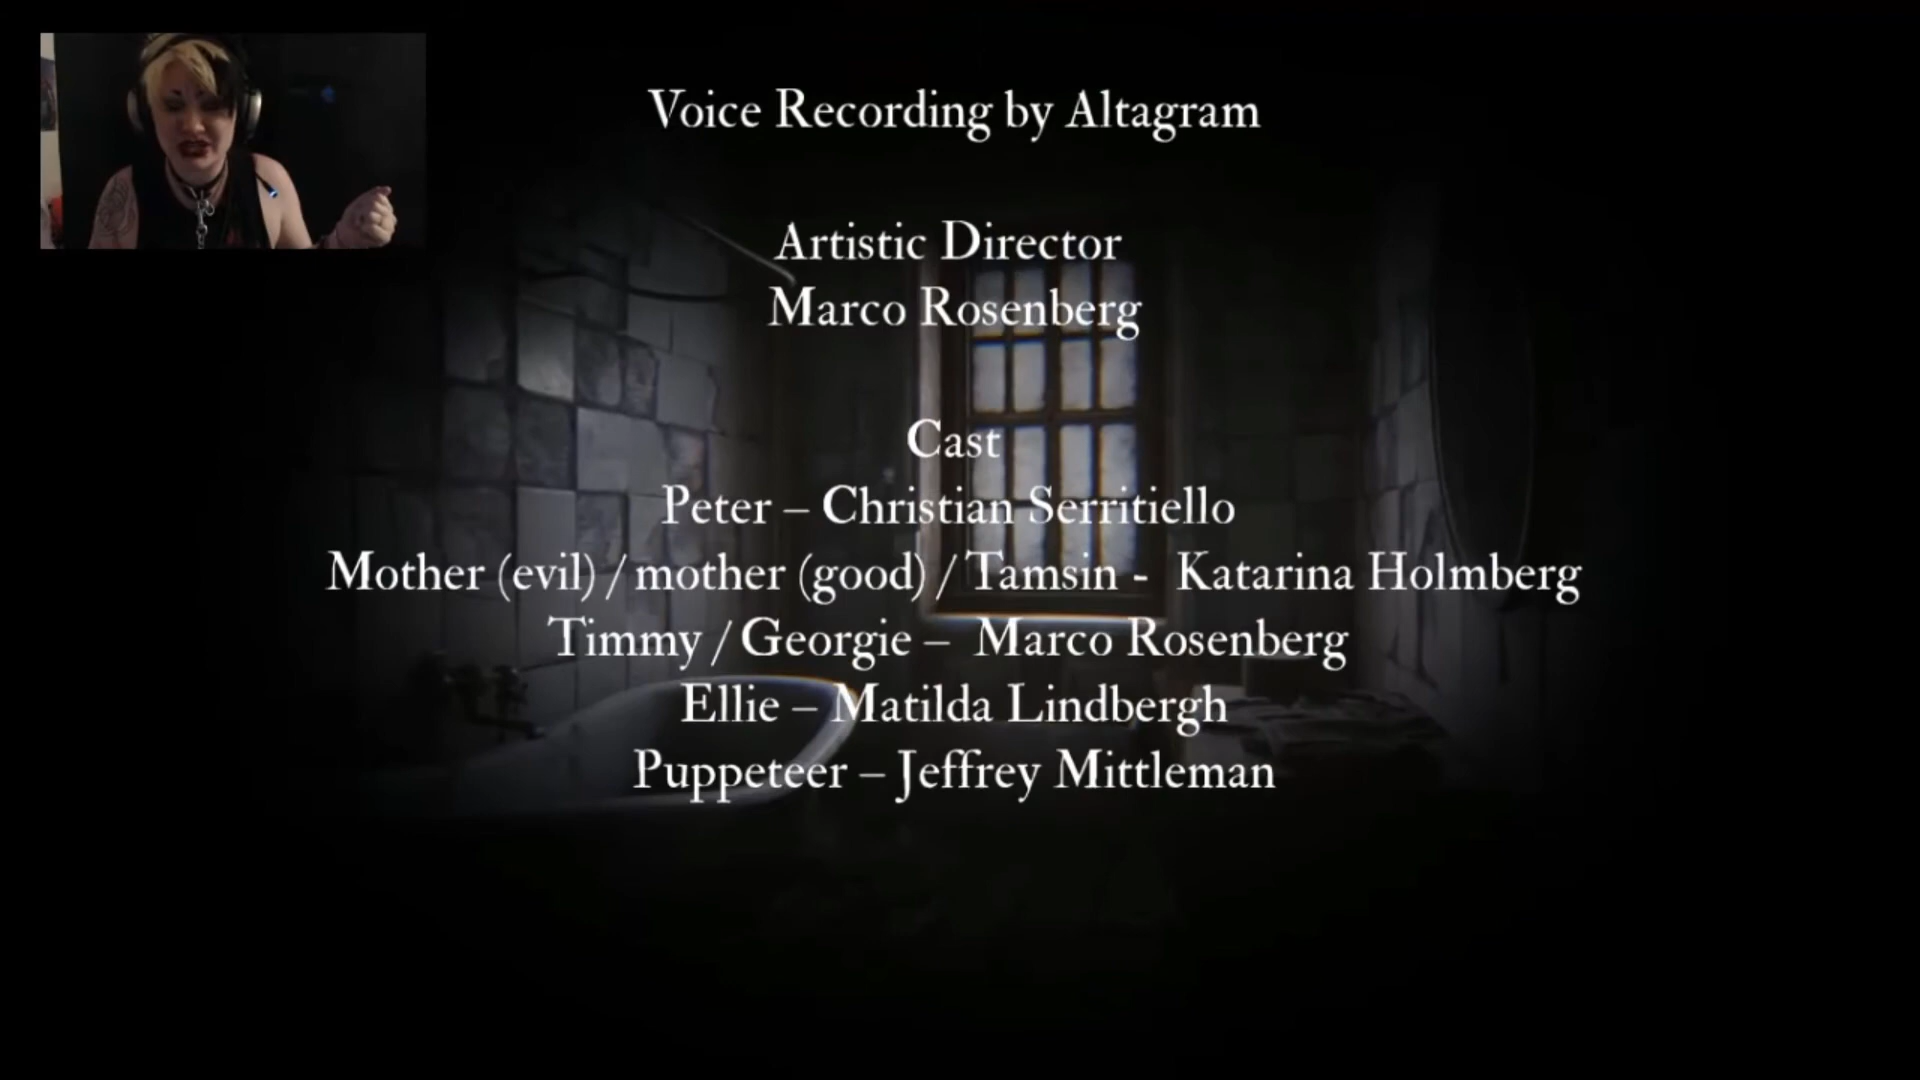 Voice Recording by Altagram
Artistic Director
Marco Rosenberg
Cast
Peter – Christian Serritiello
Mother (evil) / mother (good) / Tamsin - Katarina Holmberg
Timmy / Georgie – Marco Rosenberg
Ellie – Matilda Lindbergh
Puppeteer – Jeffrey Mittleman